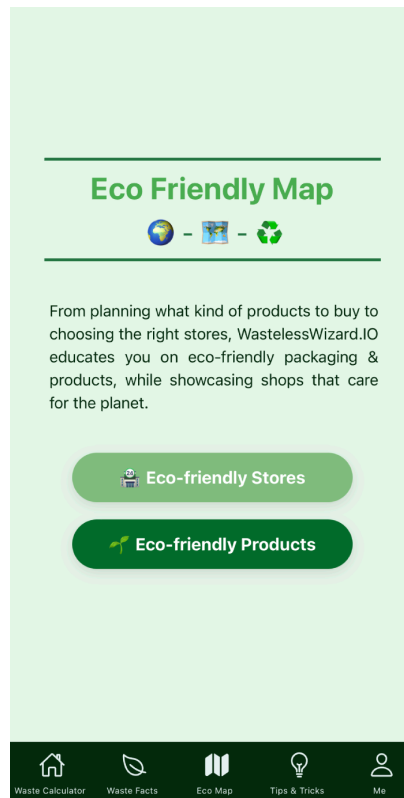 Eco Friendly Map
🌍 - 🗺️ - ♻️
From planning what kind of products to buy to
choosing the right stores, WastelessWizard.IO
educates you on eco-friendly packaging &
products, while showcasing shops that care
for the planet.
🏪 Eco-friendly Stores
🌱 Eco-friendly Products
Waste Calculator
Waste Facts
Eco Map
Tips & Tricks
Me